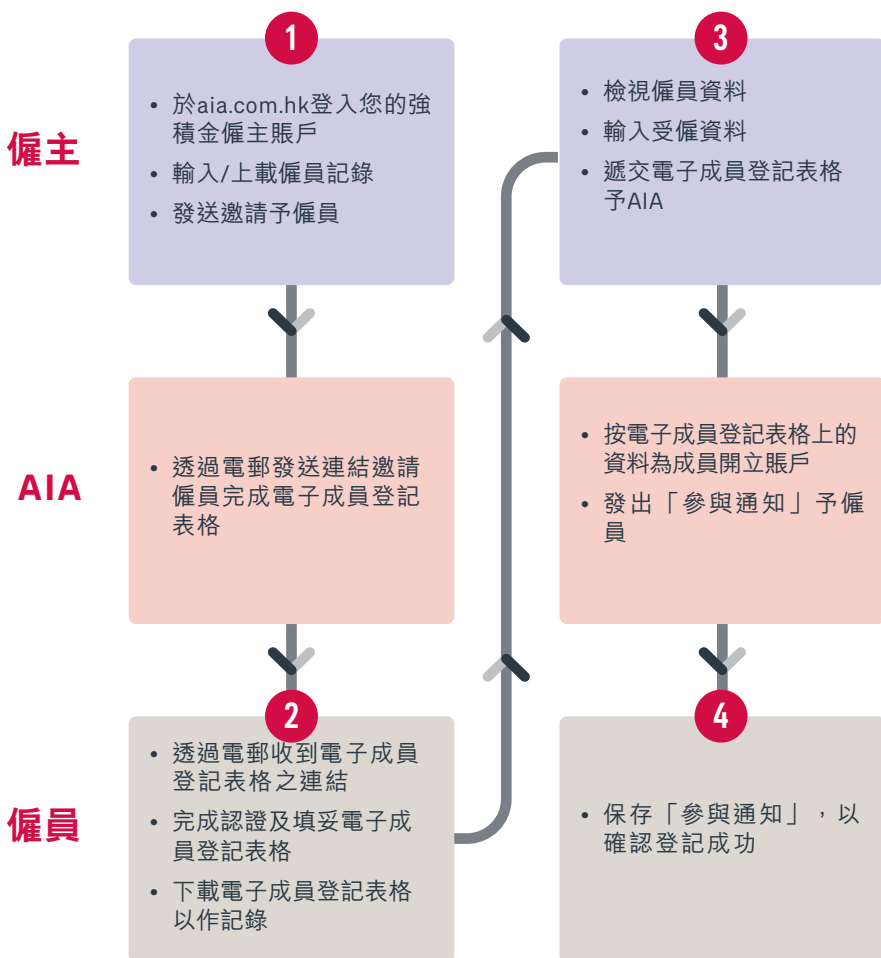 僱主
1
• 於aia.com.hk登入您的強
積金僱主賬戶
• 輸入/上載僱員記錄
• 發送邀請予僱員
AIA
• 透過電郵發送連結邀請
僱員完成電子成員登記
表格
僱員
2
• 透過電郵收到電子成員
登記表格之連結
• 完成認證及填妥電子成
員登記表格
• 下載電子成員登記表格
以作記錄
3
• 檢視僱員資料
• 輸入受僱資料
• 遞交電子成員登記表格
予AIA
• 按電子成員登記表格上的
資料為成員開立賬戶
• 發出「參與通知」予僱
員
4
• 保存「參與通知」，以
確認登記成功